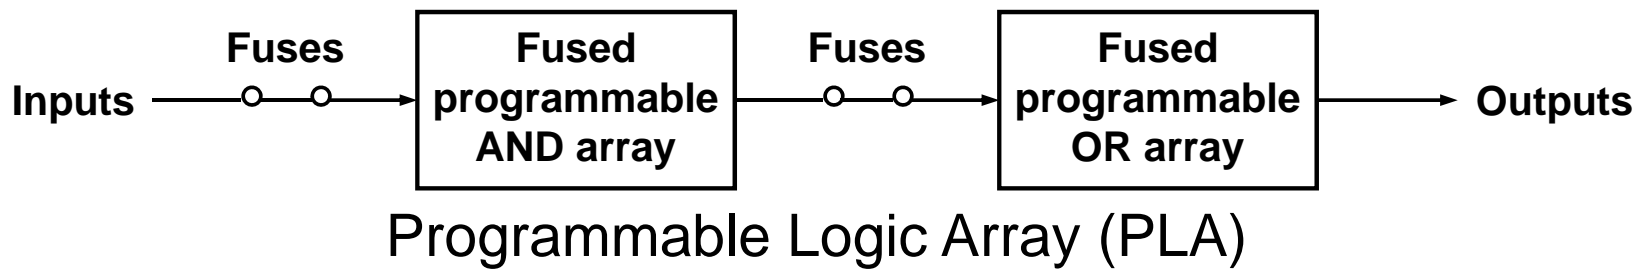 Inputs
Fuses
Fused
programmable
AND array
Fuses
Fused
programmable
OR array
Outputs
Programmable Logic Array (PLA)